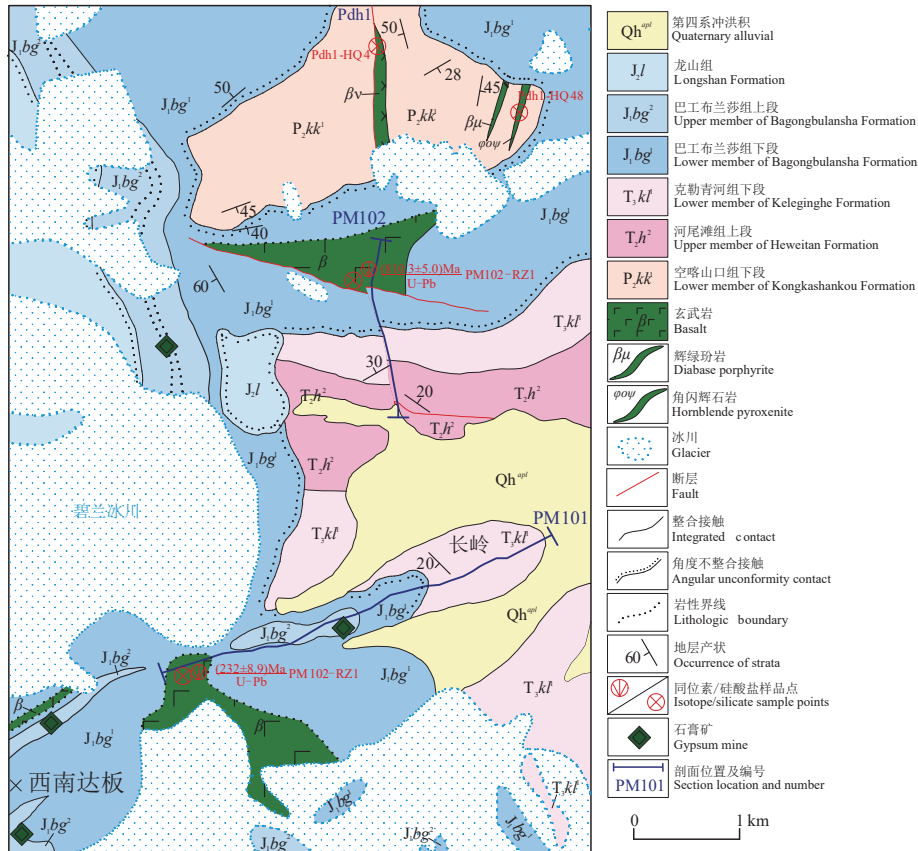 Pdh1
J₁bg¹
J₁bg¹
50
Pdh1-HQ4
28
50
J₁bg¹
βν
45
Pdh1-HQ48
P₂kk¹
P₂kk¹
βμ
φοψ
J₁bg²
45
PM102
J₁bg¹
40
J₁bg²
β
±5.0)Ma
U-Pb
PM102-RZ1
60
J₁bg¹
T₃kl¹
30
J₂l
T₂h²
20
T₂h²
T₂h²
J₁bg¹
T₂h²
Qhᵃᵖˡ
碧兰冰川
PM101
T₃kl¹
长岭
T₃kl¹
20
J₁bg¹
J₁bg²
Qhᵃᵖˡ
J₁bg²
(232±8.9)Ma
U-Pb
PM102-RZ1
J₁bg¹
T₃kl¹
β
β
J₁bg¹
西南达板
T₃kl¹
J₁bg²
J₁bg¹
J₁bg²
J₁bg²
Qhᵃᵖˡ
第四系冲洪积
Quaternary alluvial
J₂l
龙山组
Longshan Formation
J₁bg²
巴工布兰莎组上段
Upper member of Bagongbulansha Formation
J₁bg¹
巴工布兰莎组下段
Lower member of Bagongbulansha Formation
T₃kl¹
克勒青河组下段
Lower member of Keleginghe Formation
T₂h²
河尾滩组上段
Upper member of Heweitan Formation
P₂kk¹
空喀山口组下段
Lower member of Kongkashankou Formation
β
玄武岩
Basalt
βμ
辉绿玢岩
Diabase porphyrite
φοψ
角闪辉石岩
Hornblende pyroxenite
冰川
Glacier
断层
Fault
整合接触
Integrated contact
角度不整合接触
Angular unconformity contact
岩性界线
Lithologic boundary
60
地层产状
Occurrence of strata
同位素/硅酸盐样品点
Isotope/silicate sample points
石膏矿
Gypsum mine
PM101
剖面位置及编号
Section location and number
0 1 km